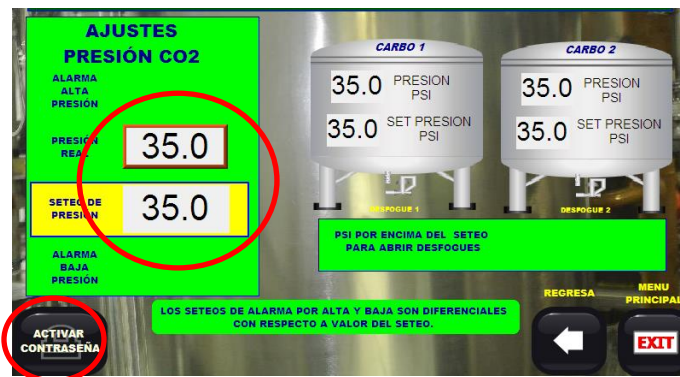 AJUSTES
PRESIÓN CO2
ALARMA
ALTA
PRESIÓN
PRESIÓN
REAL
35.0
SETEO DE
PRESIÓN
35.0
ALARMA
BAJA
PRESIÓN
CARBO 1
35.0 PRESION
PSI
35.0 SET PRESION
PSI
DESFOGUE 1
CARBO 2
35.0 PRESION
PSI
35.0 SET PRESION
PSI
DESFOGUE 2
PSI POR ENCIMA DEL SETEO
PARA ABRIR DESFOGUES
LOS SETEOS DE ALARMA POR ALTA Y BAJA SON DIFERENCIALES
CON RESPECTO A VALOR DEL SETEO.
ACTIVAR
CONTRASEÑA
REGRESA
MENU
PRINCIPAL
EXIT